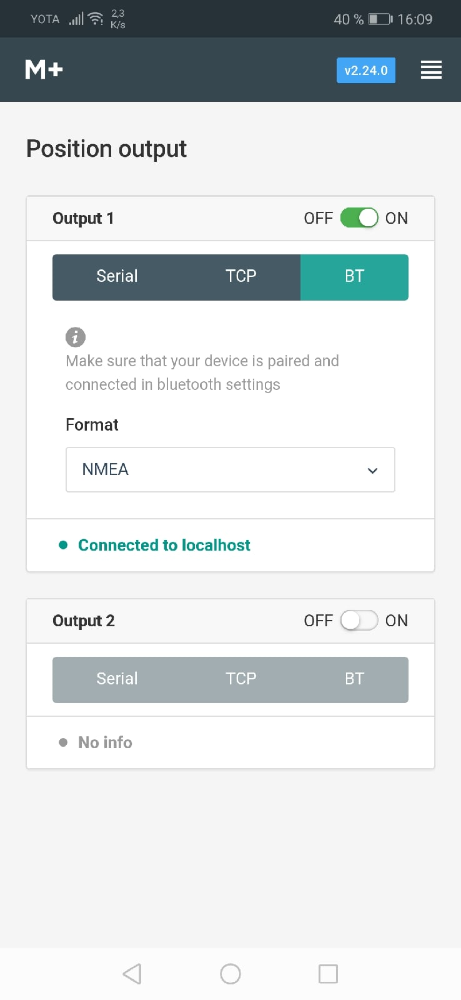 YOTA 2,3 K/s 40 % 16:09
M+ v2.24.0
Position output
Output 1 OFF ON
Serial TCP BT
Make sure that your device is paired and
connected in bluetooth settings
Format
NMEA
Connected to localhost
Output 2 OFF ON
Serial TCP BT
No info